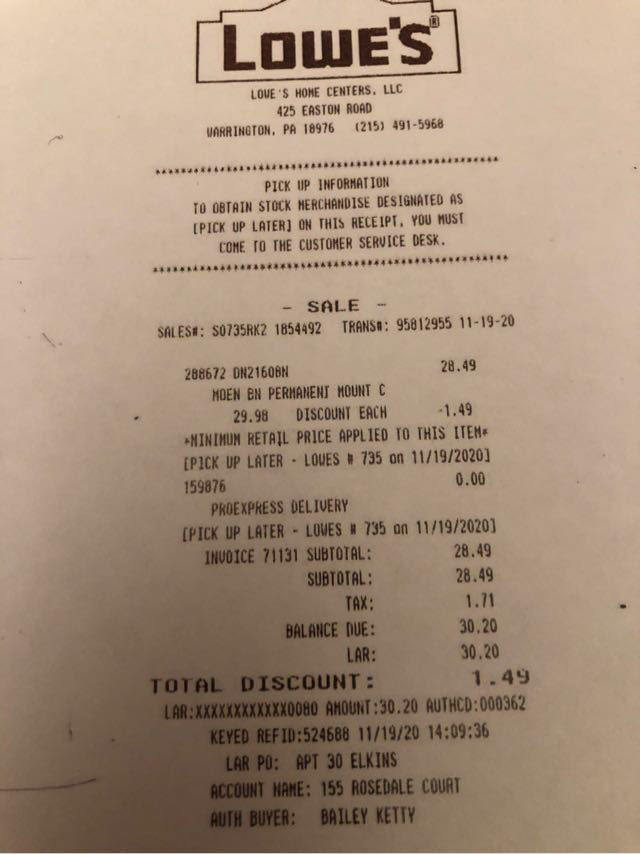 LOWE'S®
LOWE'S HOME CENTERS, LLC
425 EASTON ROAD
WARRINGTON, PA 18976 (215) 491-5968
************************************************
PICK UP INFORMATION
TO OBTAIN STOCK MERCHANDISE DESIGNATED AS
[PICK UP LATER] ON THIS RECEIPT, YOU MUST
COME TO THE CUSTOMER SERVICE DESK.
************************************************
- SALE -
SALES#: S0735RK2 1854492 TRANS#: 95812955 11-19-20
288672 DN2160BN 28.49
MOEN BN PERMANENT MOUNT C
29.98 DISCOUNT EACH -1.49
*MINIMUM RETAIL PRICE APPLIED TO THIS ITEM*
[PICK UP LATER - LOWES # 735 on 11/19/2020]
159876 0.00
PROEXPRESS DELIVERY
[PICK UP LATER - LOWES # 735 on 11/19/2020]
INVOICE 71131 SUBTOTAL: 28.49
SUBTOTAL: 28.49
TAX: 1.71
BALANCE DUE: 30.20
LAR: 30.20
TOTAL DISCOUNT: 1.49
LAR:XXXXXXXXXXXX0080 AMOUNT:30.20 AUTHCD:000362
KEYED REFID:524688 11/19/20 14:09:36
LAR PO: APT 30 ELKINS
ACCOUNT NAME: 155 ROSEDALE COURT
AUTH BUYER: BAILEY KETTY